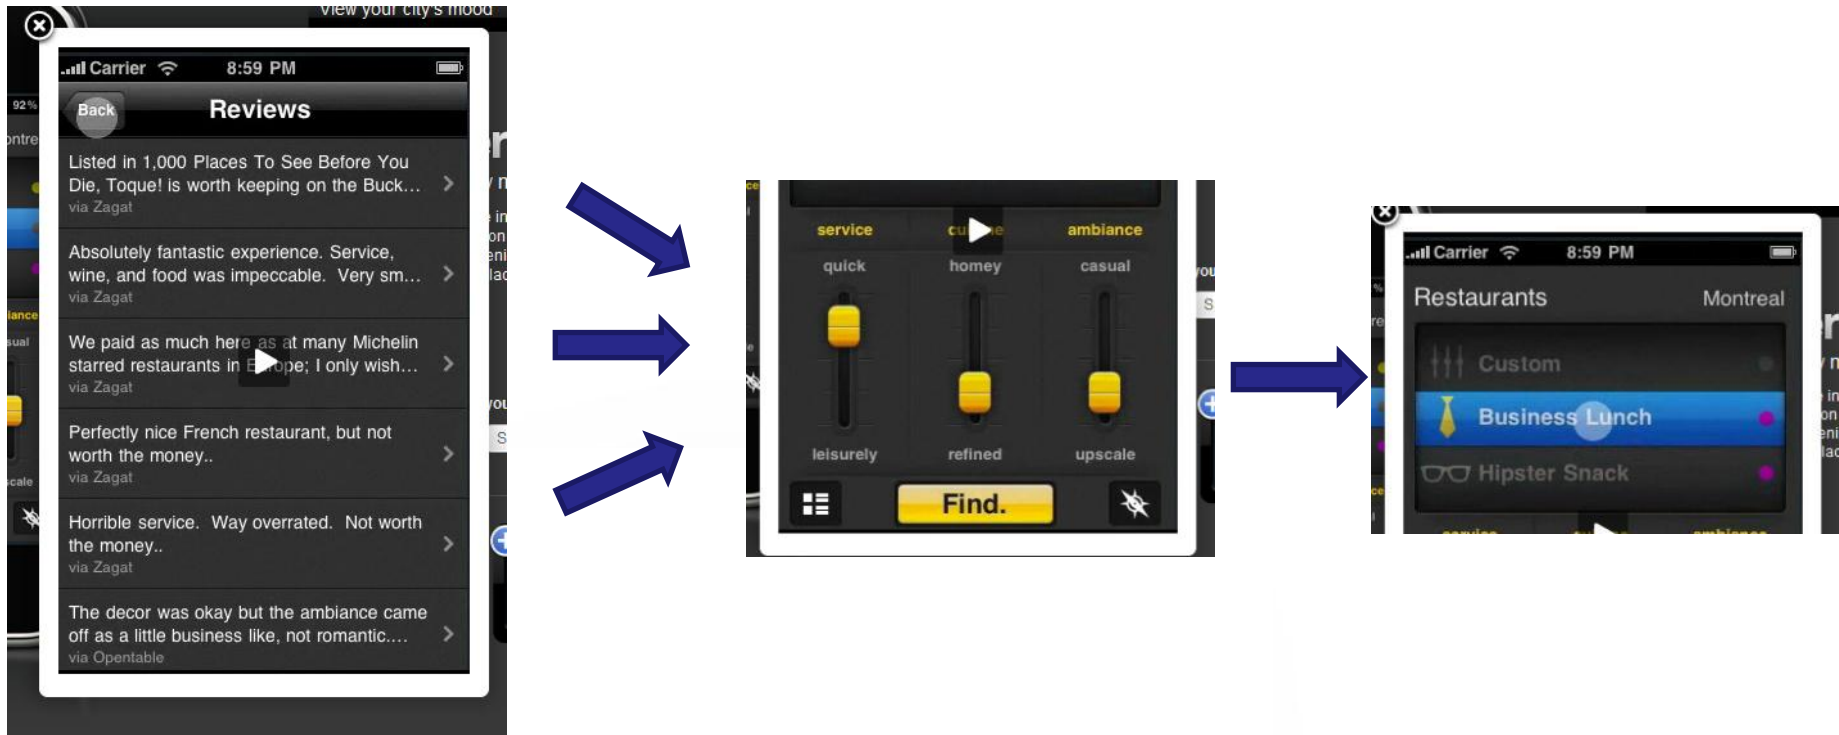 View your city's mood
Carrier 8:59 PM
92%
Back
Reviews
Listed in 1,000 Places To See Before You
Die, Toque! is worth keeping on the Buck...
via Zagat
Absolutely fantastic experience. Service,
wine, and food was impeccable. Very sm...
via Zagat
We paid as much here as at many Michelin
starred restaurants in Europe; I only wish...
via Zagat
Perfectly nice French restaurant, but not
worth the money..
via Zagat
Horrible service. Way overrated. Not worth
the money..
via Zagat
The decor was okay but the ambiance came
off as a little business like, not romantic....
via Opentable
service cuisine ambiance
quick homey casual
leisurely refined upscale
Find.
Carrier 8:59 PM
Restaurants Montreal
Custom
Business Lunch
Hipster Snack
service ambiance